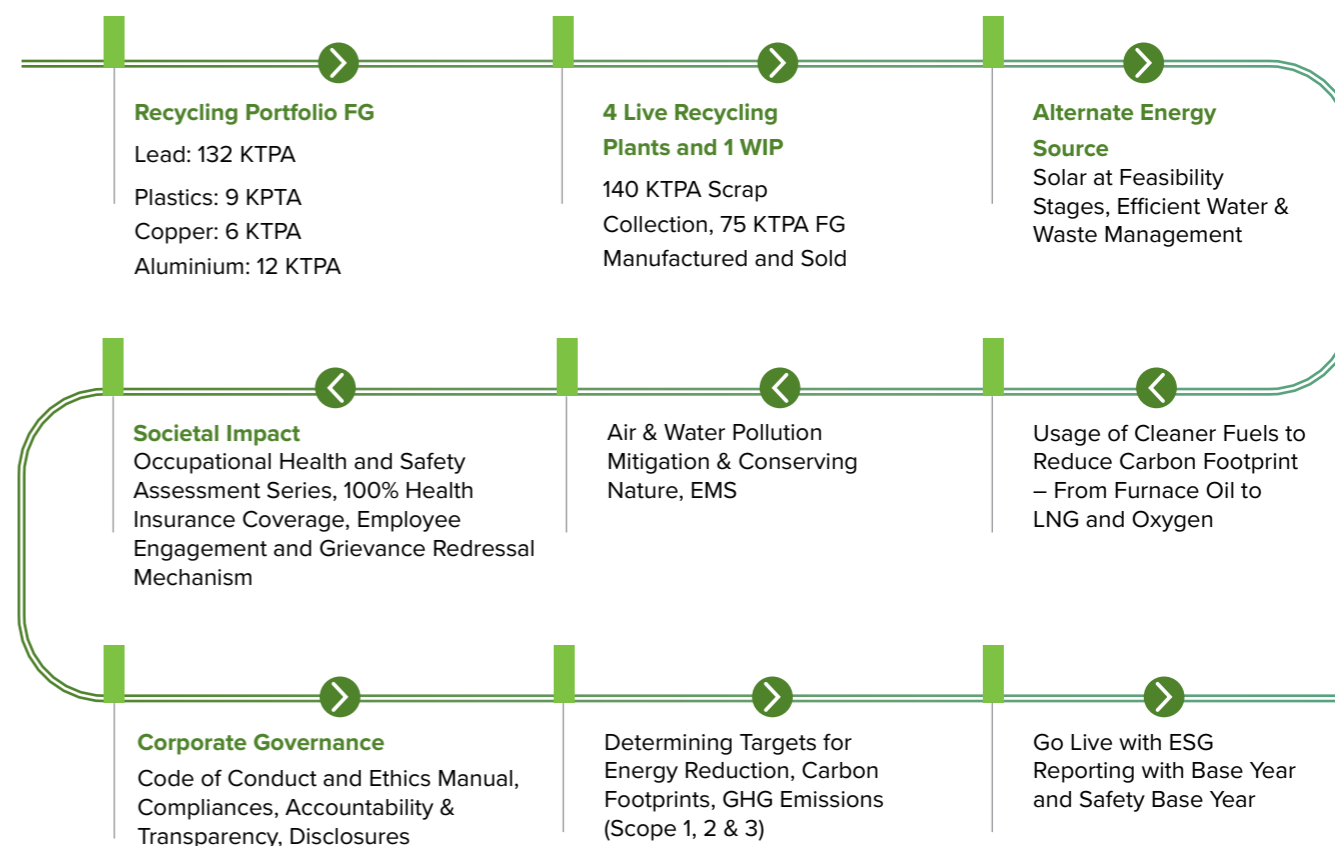 Recycling Portfolio FG
Lead: 132 KTPA
Plastics: 9 KPTA
Copper: 6 KTPA
Aluminium: 12 KTPA
4 Live Recycling
Plants and 1 WIP
140 KTPA Scrap
Collection, 75 KTPA FG
Manufactured and Sold
Alternate Energy
Source
Solar at Feasibility
Stages, Efficient Water &
Waste Management
Usage of Cleaner Fuels to
Reduce Carbon Footprint
– From Furnace Oil to
LNG and Oxygen
Air & Water Pollution
Mitigation & Conserving
Nature, EMS
Societal Impact
Occupational Health and Safety
Assessment Series, 100% Health
Insurance Coverage, Employee
Engagement and Grievance Redressal
Mechanism
Corporate Governance
Code of Conduct and Ethics Manual,
Compliances, Accountability &
Transparency, Disclosures
Determining Targets for
Energy Reduction, Carbon
Footprints, GHG Emissions
(Scope 1, 2 & 3)
Go Live with ESG
Reporting with Base Year
and Safety Base Year